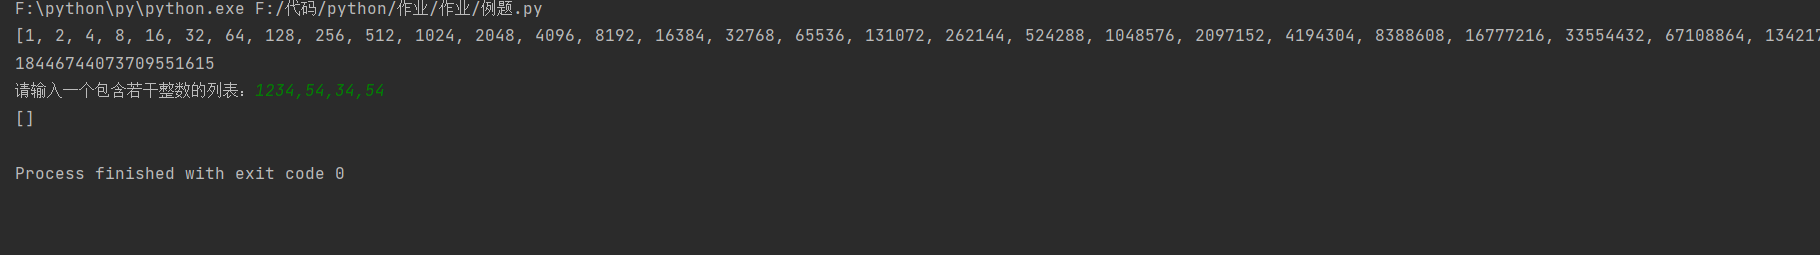 F:\python\py\python.exe F:/代码/python/作业/作业/例题.py
[1, 2, 4, 8, 16, 32, 64, 128, 256, 512, 1024, 2048, 4096, 8192, 16384, 32768, 65536, 131072, 262144, 524288, 1048576, 2097152, 4194304, 8388608, 16777216, 33554432, 67108864, 134217
18446744073709551615
请输入一个包含若干整数的列表：1234,54,34,54
[]
Process finished with exit code 0